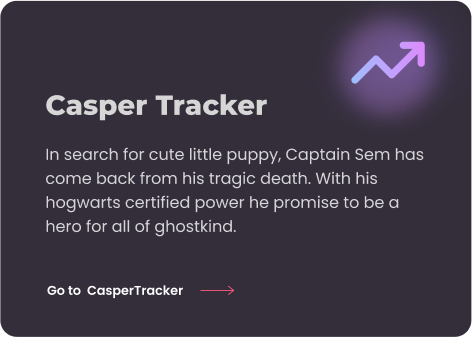 Casper Tracker
In search for cute little puppy, Captain Sem has
come back from his tragic death. With his
hogwarts certified power he promise to be a
hero for all of ghostkind.
Go to CasperTracker